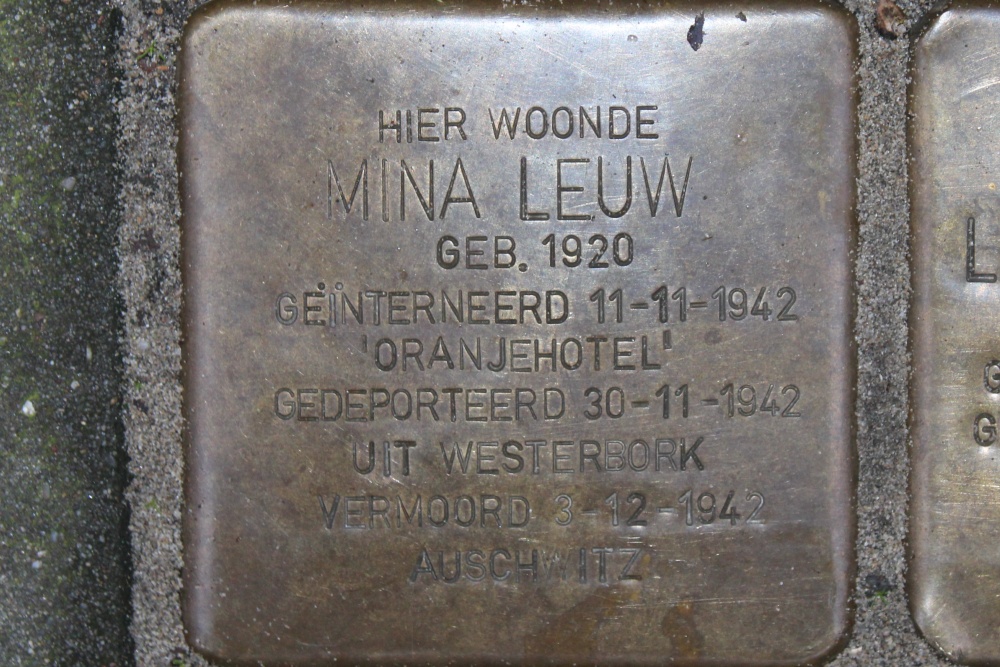 HIER WOONDE
MINA LEUW
GEB. 1920
GEÏNTERNEERD 11-11-1942
'ORANJEHOTEL'
GEDEPORTEERD 30-11-1942
UIT WESTERBORK
VERMOORD 3-12-1942
AUSCHWITZ